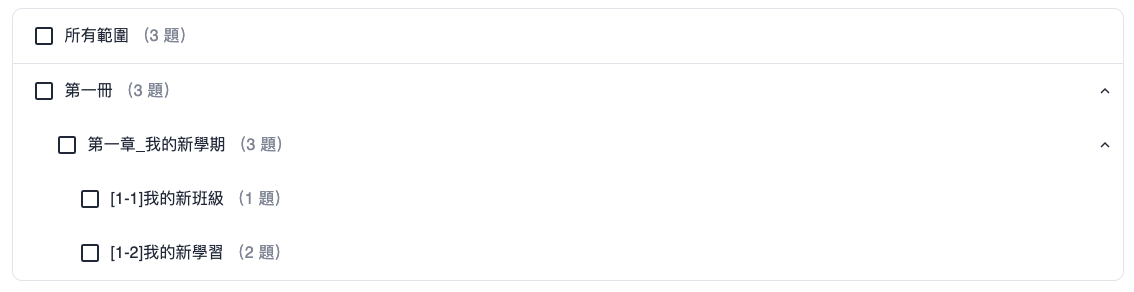 所有範圍 （3 題）
第一冊 （3 題）
第一章_我的新學期 （3 題）
[1-1]我的新班級 （1 題）
[1-2]我的新學習 （2 題）